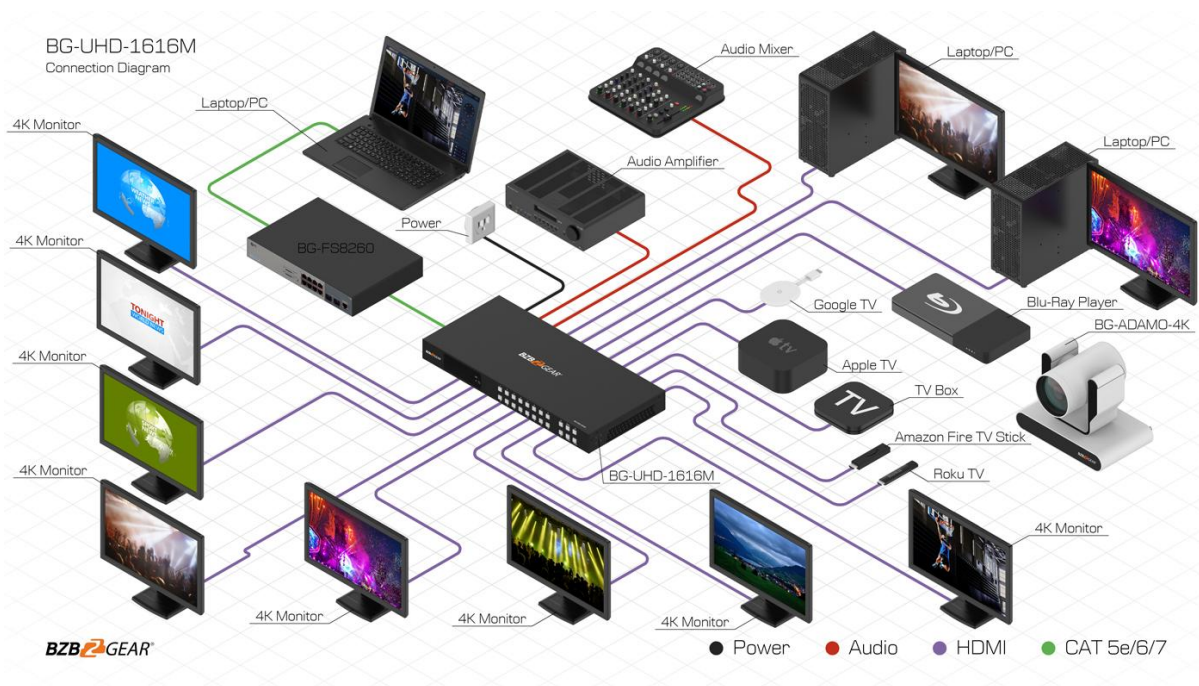 BG-UHD-1616M
Connection Diagram
Audio Mixer
Laptop/PC
Laptop/PC
4K Monitor
Laptop/PC
Audio Amplifier
Power
4K Monitor
BG-FS8260
Google TV
Blu-Ray Player
BG-ADAMO-4K
TONIGHT
tv
Apple TV
4K Monitor
BZBGEAR
TV Box
TV
Amazon Fire TV Stick
4K Monitor
BG-UHD-1616M
Roku TV
4K Monitor
4K Monitor
4K Monitor
4K Monitor
BZBGEAR
Power
Audio
HDMI
CAT 5e/6/7